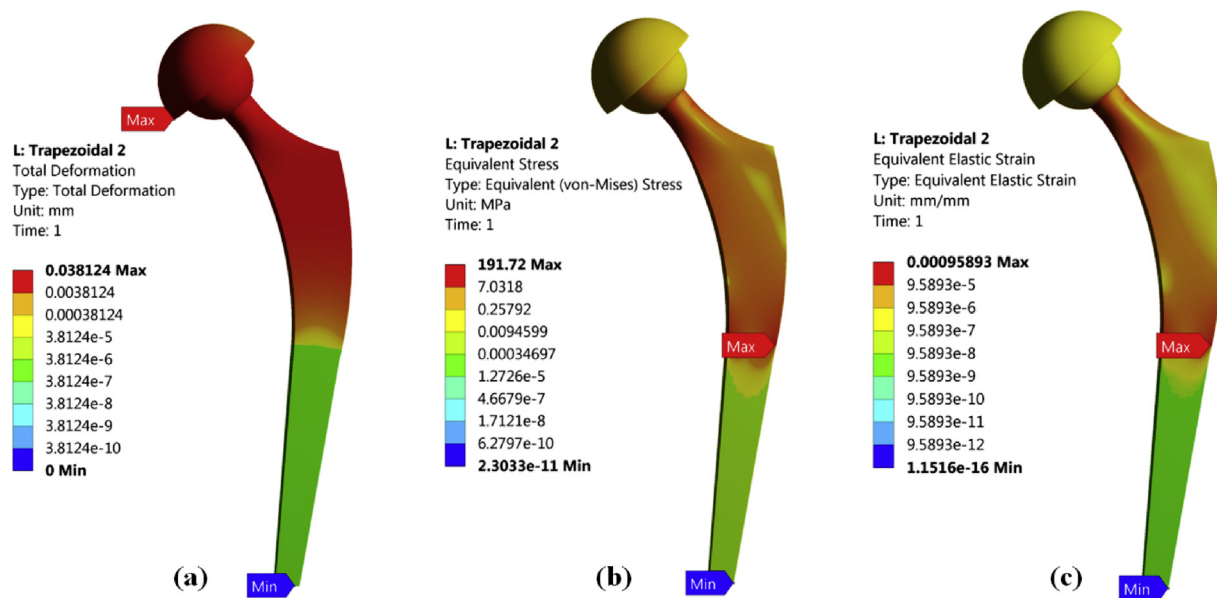 Max
L: Trapezoidal 2
Total Deformation
Type: Total Deformation
Unit: mm
Time: 1
0.038124 Max
0.0038124
0.00038124
3.8124e-5
3.8124e-6
3.8124e-7
3.8124e-8
3.8124e-9
3.8124e-10
0 Min
Min
(a)
L: Trapezoidal 2
Equivalent Stress
Type: Equivalent (von-Mises) Stress
Unit: MPa
Time: 1
191.72 Max
7.0318
0.25792
0.0094599
0.00034697
1.2726e-5
4.6679e-7
1.7121e-8
6.2797e-10
2.3033e-11 Min
Max
Min
(b)
L: Trapezoidal 2
Equivalent Elastic Strain
Type: Equivalent Elastic Strain
Unit: mm/mm
Time: 1
0.00095893 Max
9.5893e-5
9.5893e-6
9.5893e-7
9.5893e-8
9.5893e-9
9.5893e-10
9.5893e-11
9.5893e-12
1.1516e-16 Min
Max
Min
(c)